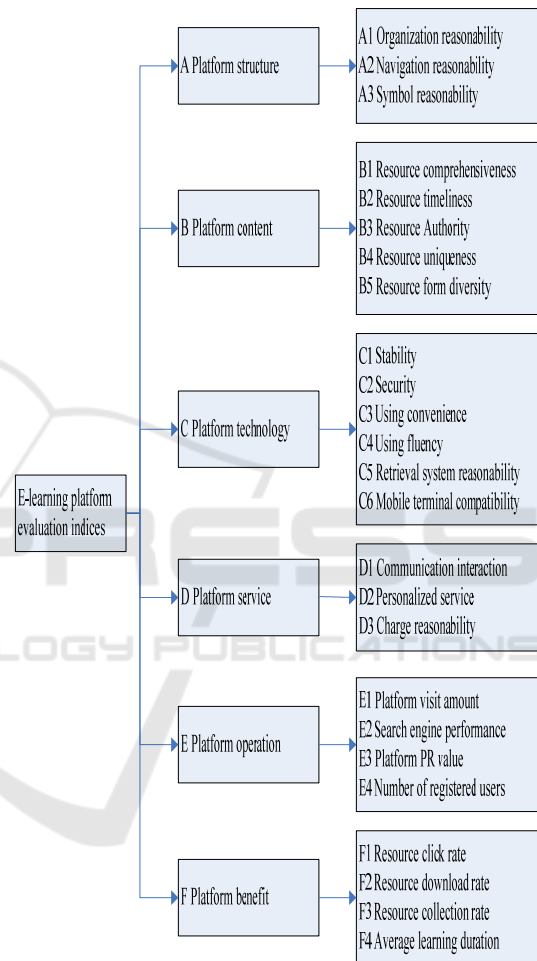 A Platform structure
A1 Organization reasonability
A2 Navigation reasonability
A3 Symbol reasonability
B Platform content
B1 Resource comprehensiveness
B2 Resource timeliness
B3 Resource Authority
B4 Resource uniqueness
B5 Resource form diversity
C Platform technology
C1 Stability
C2 Security
C3 Using convenience
C4 Using fluency
C5 Retrieval system reasonability
C6 Mobile terminal compatibility
E-learning platform
evaluation indices
D Platform service
D1 Communication interaction
D2 Personalized service
D3 Charge reasonability
E Platform operation
E1 Platform visit amount
E2 Search engine performance
E3 Platform PR value
E4 Number of registered users
F Platform benefit
F1 Resource click rate
F2 Resource download rate
F3 Resource collection rate
F4 Average learning duration
PRESS
LOGY PUBLICATIONS